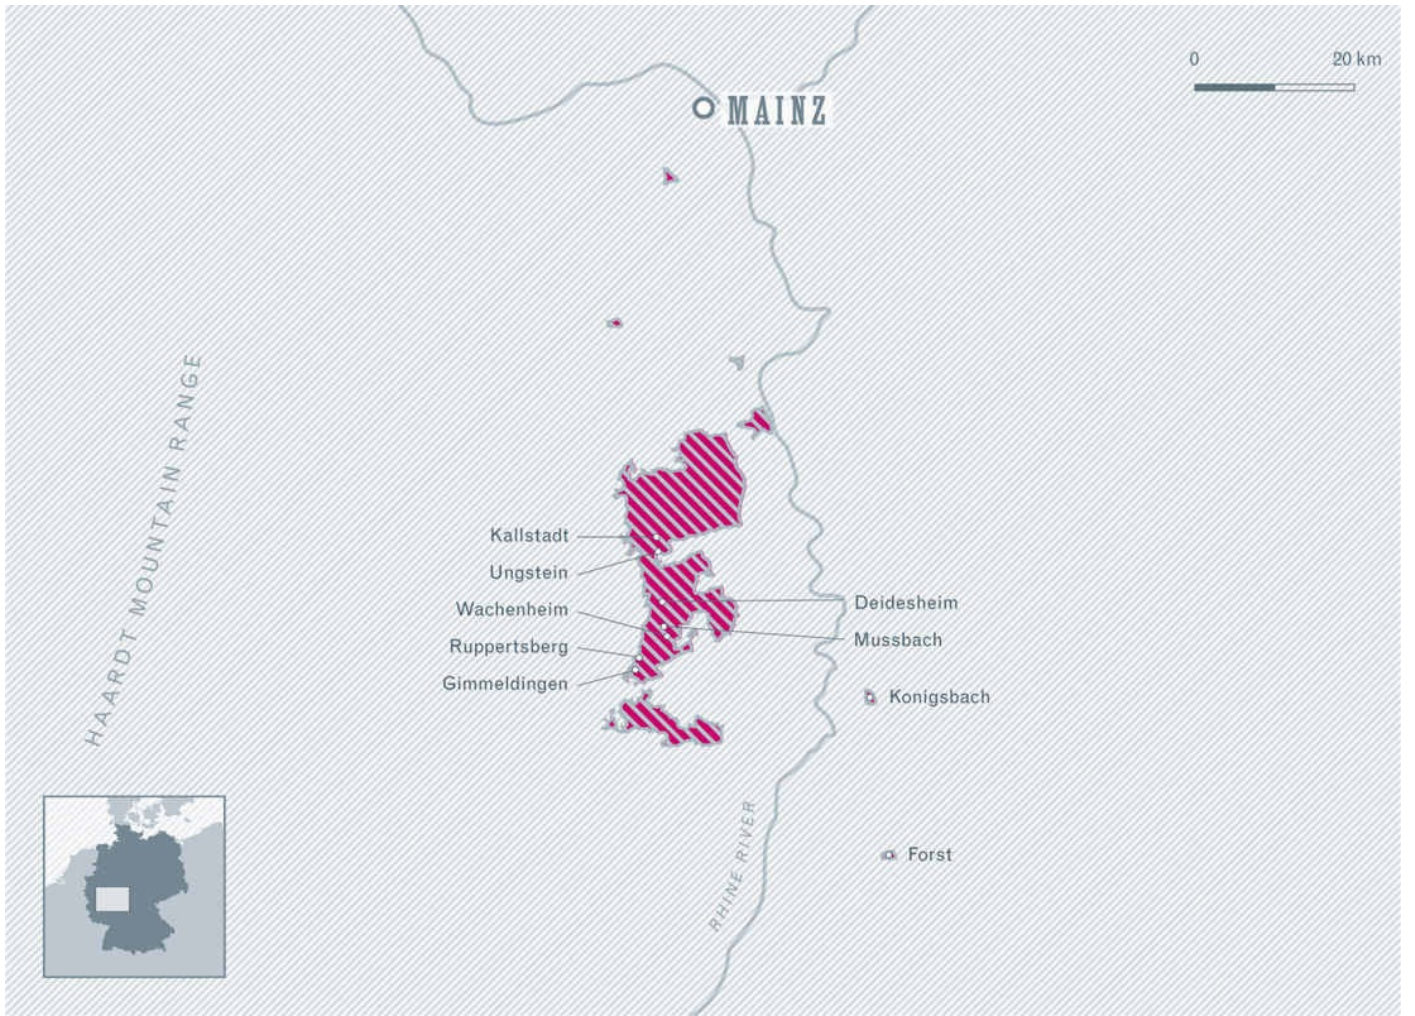 0 20 km
MAINZ
HAARDT MOUNTAIN RANGE
Kallstadt
Ungstein
Wachenheim
Ruppertsberg
Gimmeldingen
Deidesheim
Mussbach
Konigsbach
Forst
RHINE RIVER